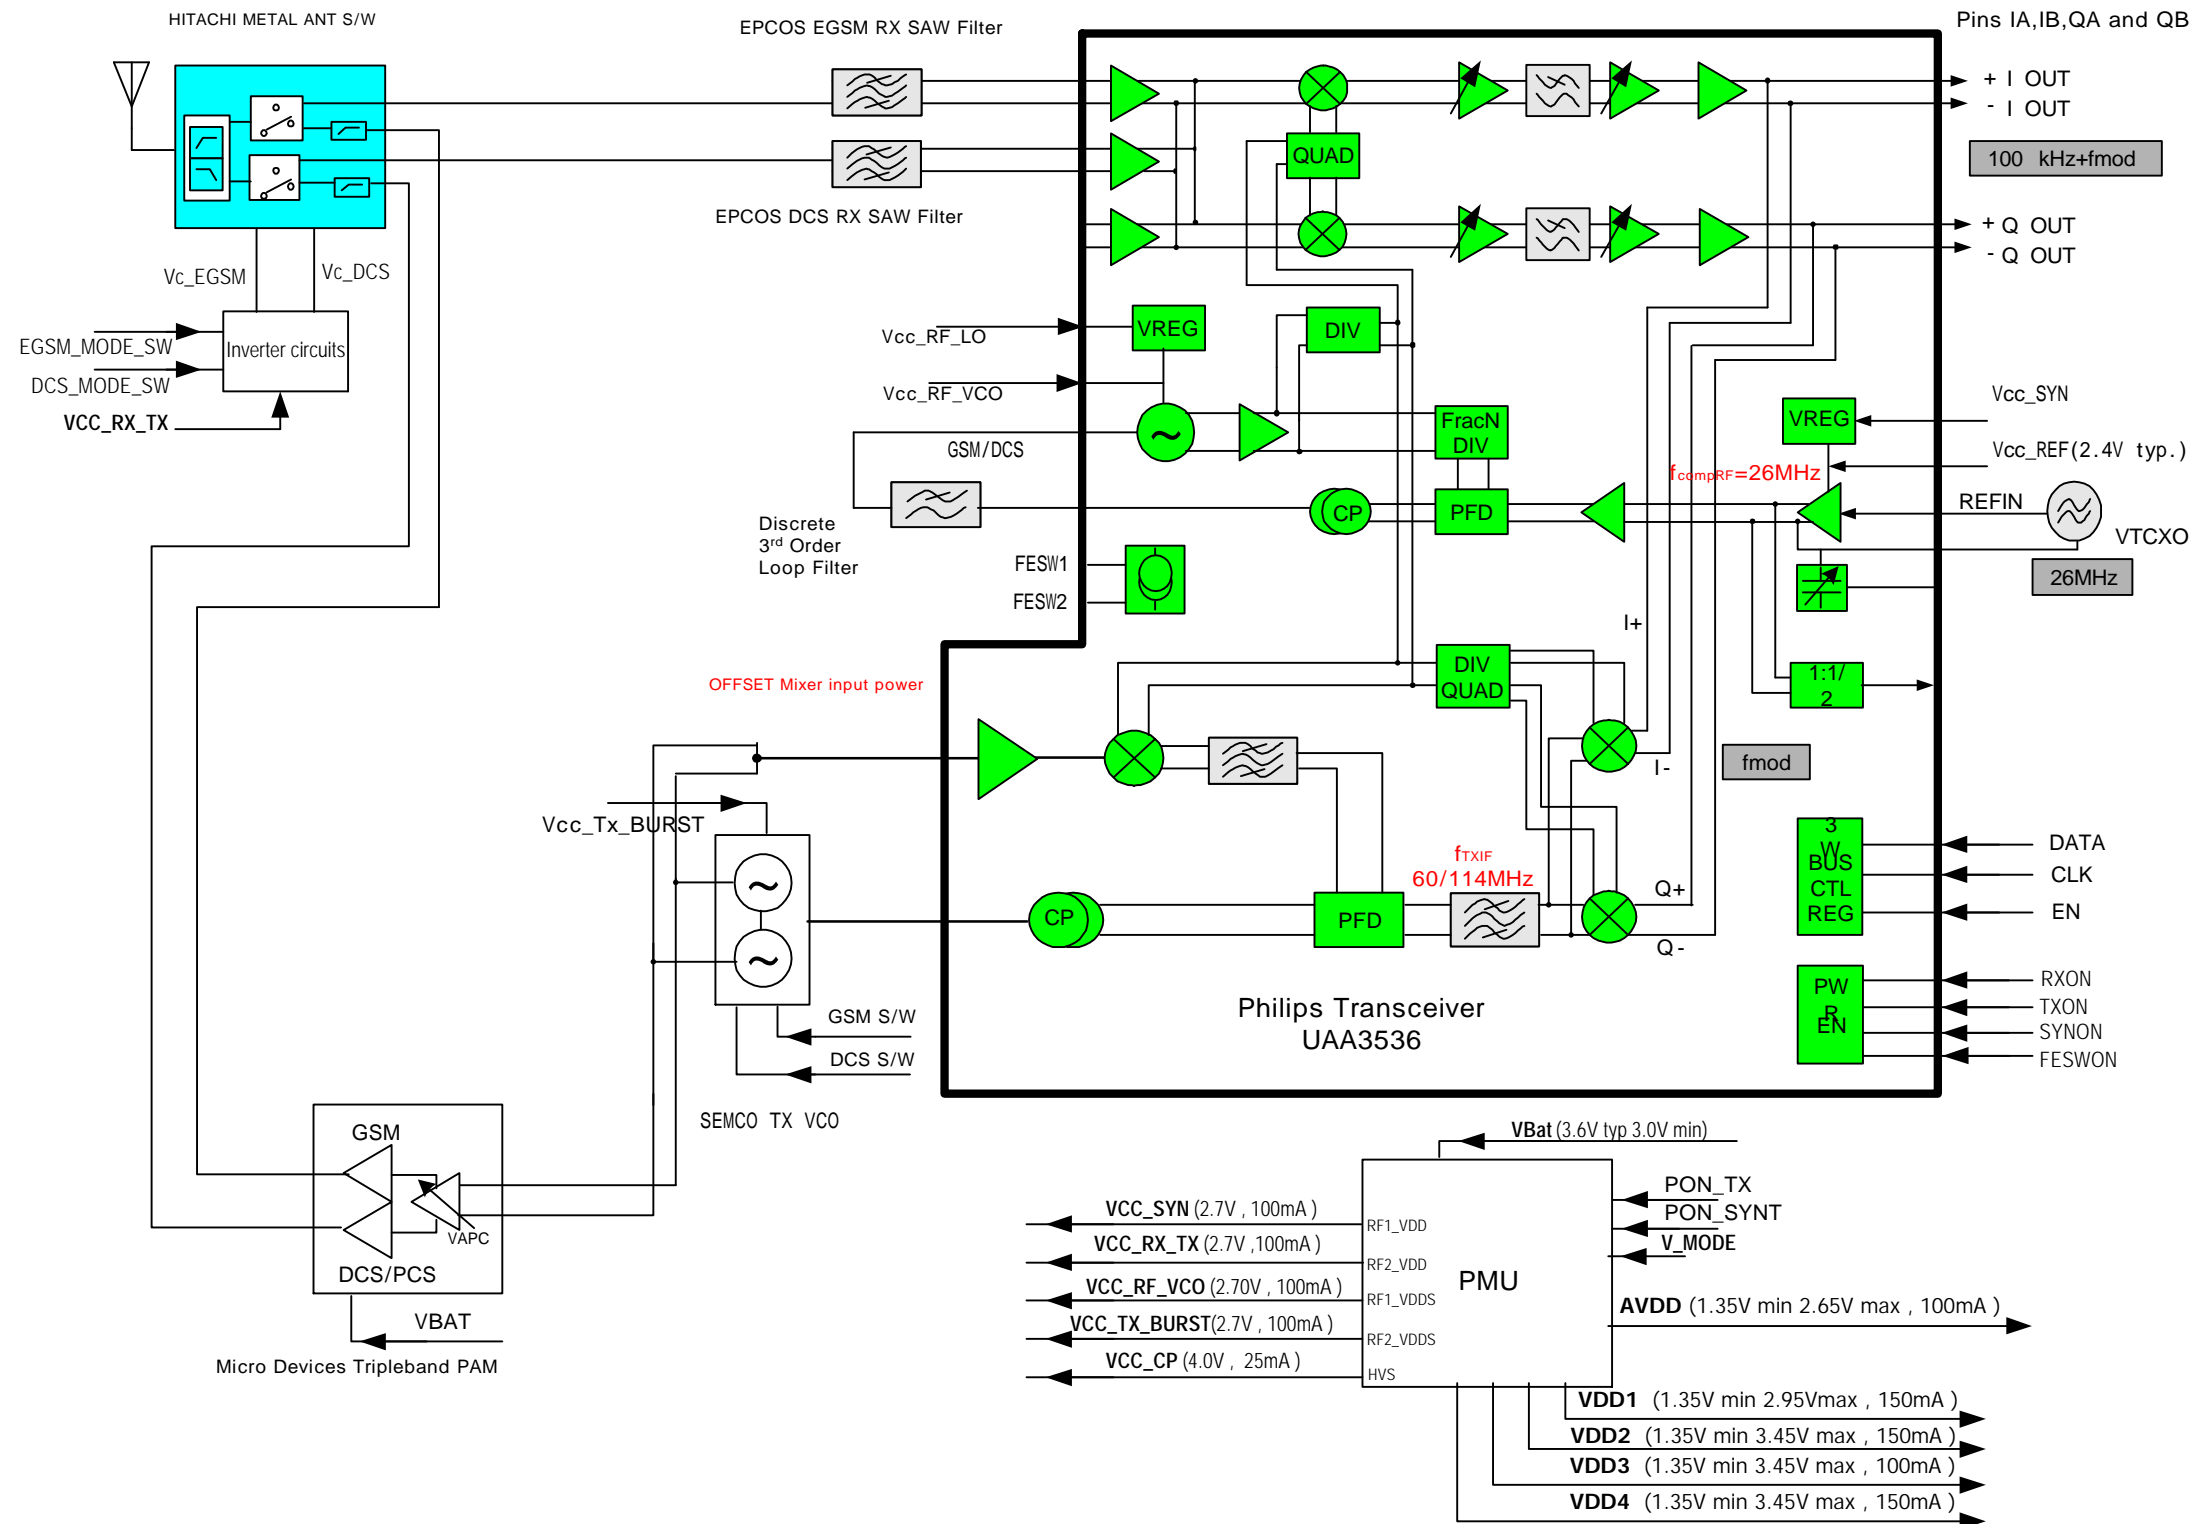 HITACHI METAL ANT S/W
EPCOS EGSM RX SAW Filter
Pins IA,IB,QA and QB
+ I OUT
- I OUT
QUAD
100 kHz+fmod
EPCOS DCS RX SAW Filter
+ Q OUT
- Q OUT
Vc_EGSM
Vc_DCS
EGSM_MODE_SW
DCS_MODE_SW
Inverter circuits
VCC_RX_TX
Vcc_RF_LO
VREG
DIV
Vcc_RF_VCO
GSM/DCS
FracN
DIV
VREG
Vcc_SYN
Vcc_REF(2.4V typ.)
fcompRF=26MHz
REFIN
VTCXO
26MHz
CP
PFD
Discrete
3rd Order
Loop Filter
FESW1
FESW2
I+
OFFSET Mixer input power
DIV
QUAD
1:1/
2
I-
fmod
Vcc_Tx_BURST
fTXIF
60/114MHz
3
W
BUS
CTL
REG
DATA
CLK
EN
CP
PFD
Q+
Q-
PW
R
EN
RXON
TXON
SYNON
FESWON
Philips Transceiver
UAA3536
GSM S/W
DCS S/W
SEMCO TX VCO
GSM
VAPC
DCS/PCS
VBAT
Micro Devices Tripleband PAM
VBat (3.6V typ 3.0V min)
PON_TX
PON_SYNT
V_MODE
VCC_SYN (2.7V , 100mA )
RF1_VDD
VCC_RX_TX (2.7V ,100mA )
RF2_VDD
PMU
VCC_RF_VCO (2.70V , 100mA )
RF1_VDDS
AVDD (1.35V min 2.65V max , 100mA )
VCC_TX_BURST(2.7V , 100mA )
RF2_VDDS
VCC_CP (4.0V , 25mA )
HVS
VDD1 (1.35V min 2.95Vmax , 150mA )
VDD2 (1.35V min 3.45V max , 150mA )
VDD3 (1.35V min 3.45V max , 100mA )
VDD4 (1.35V min 3.45V max , 150mA )